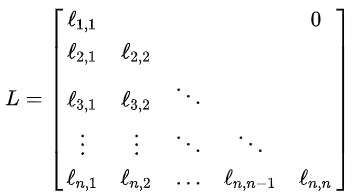 ℓ1,1 0
ℓ2,1 ℓ2,2
L = ℓ3,1 ℓ3,2 ⋱
⋮ ⋮ ⋱ ⋱
ℓn,1 ℓn,2 … ℓn,n−1 ℓn,n